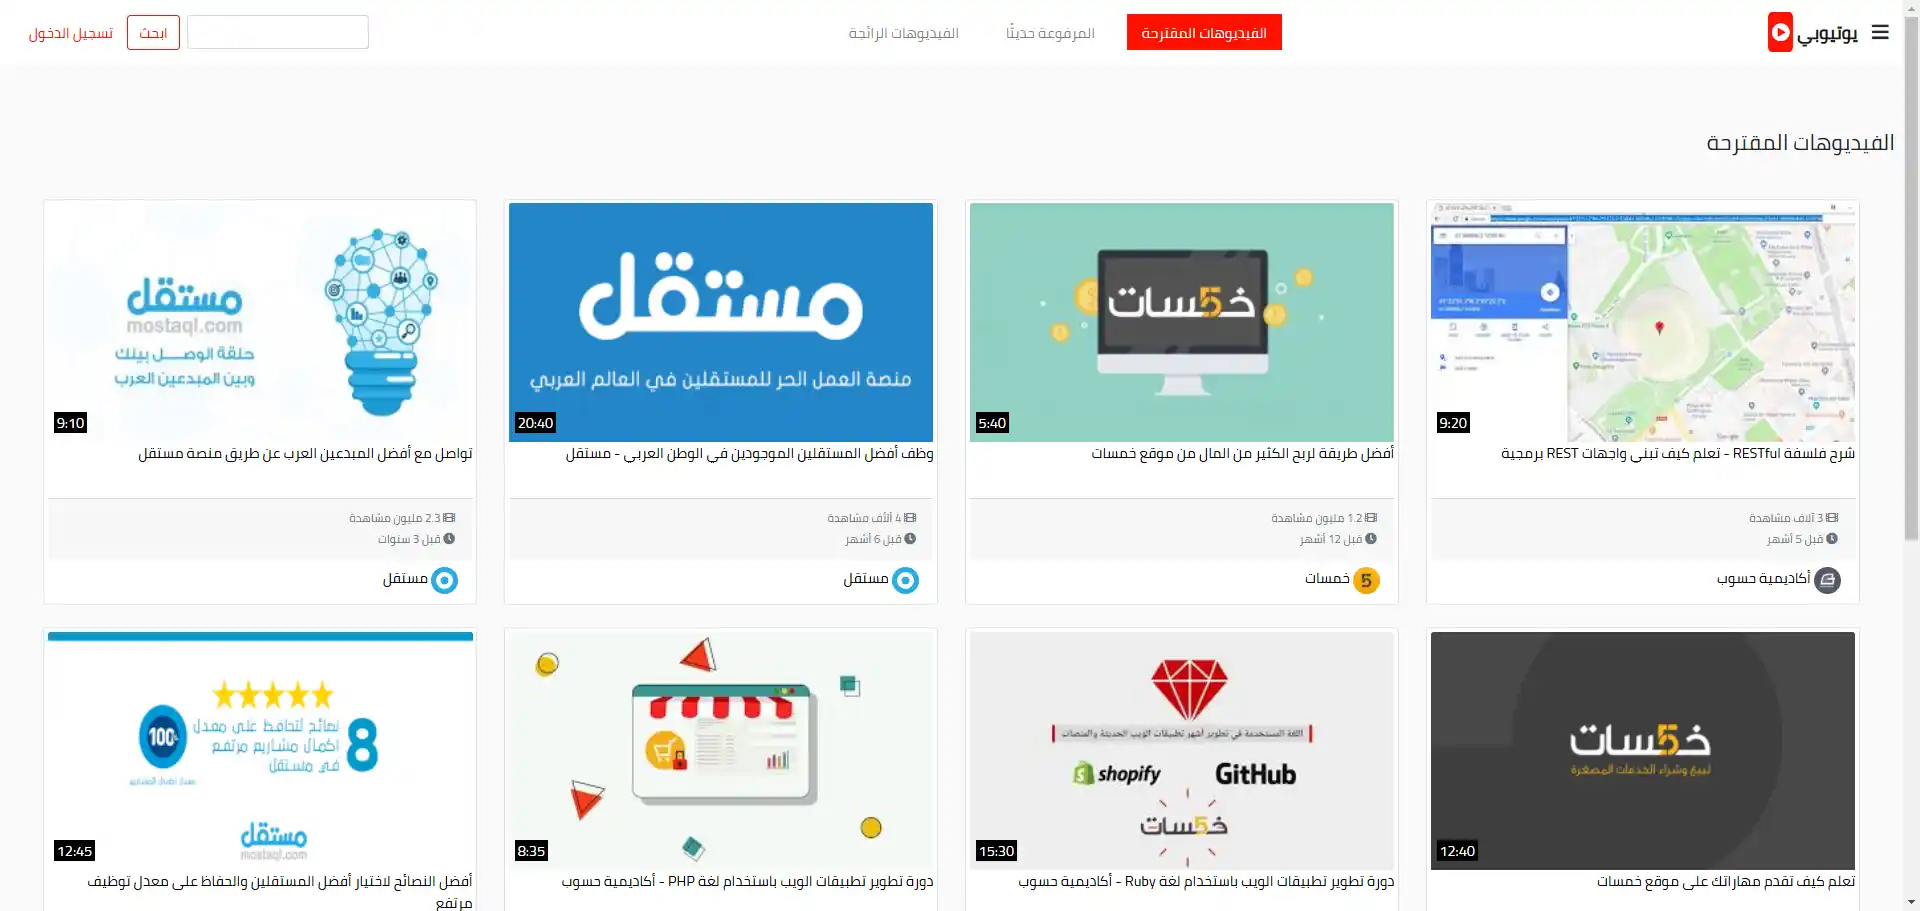 يوتيوبي
الفيديوهات المقترحة
المرفوعة حديثًا
الفيديوهات الرائجة
ابحث
تسجيل الدخول
الفيديوهات المقترحة
9:20
شرح فلسفة RESTful - تعلم كيف تبني واجهات REST برمجية
3 آلاف مشاهدة
قبل 5 أشهر
أكاديمية حسوب
خ5سات
5:40
أفضل طريقة لربح الكثير من المال من موقع خمسات
1.2 مليون مشاهدة
قبل 12 أشهر
خمسات
مستقل
منصة العمل الحر للمستقلين في العالم العربي
20:40
وظف أفضل المستقلين الموجودين في الوطن العربي - مستقل
4 ألأف مشاهدة
قبل 6 أشهر
مستقل
مستقل
mostaql.com
حلقة الوصـــل بينك
وبين المبدعين العرب
9:10
تواصل مع أفضل المبدعين العرب عن طريق منصة مستقل
2.3 مليون مشاهدة
قبل 3 سنوات
مستقل
خ5سات
لبيع وشراء الخدمات المصغرة
12:40
تعلم كيف تقدم مهاراتك على موقع خمسات
اللغة المستخدمة في تطوير أشهر تطبيقات الويب الحديثة والمنصات
shopify
GitHub
خ5سات
15:30
دورة تطوير تطبيقات الويب باستخدام لغة Ruby - أكاديمية حسوب
8:35
دورة تطوير تطبيقات الويب باستخدام لغة PHP - أكاديمية حسوب
8
نصائح لتحافظ على معدل
اكمال مشاريع مرتفع
في مستقل
100%
مستقل
mostaql.com
12:45
أفضل النصائح لاختيار أفضل المستقلين والحفاظ على معدل توظيف
مرتفع